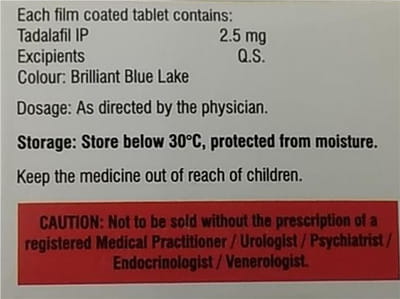 Each film coated tablet contains:
Tadalafil IP 2.5 mg
Excipients Q.S.
Colour: Brilliant Blue Lake
Dosage: As directed by the physician.
Storage: Store below 30°C, protected from moisture.
Keep the medicine out of reach of children.
CAUTION: Not to be sold without the prescription of a
registered Medical Practitioner / Urologist / Psychiatrist /
Endocrinologist / Venerologist.